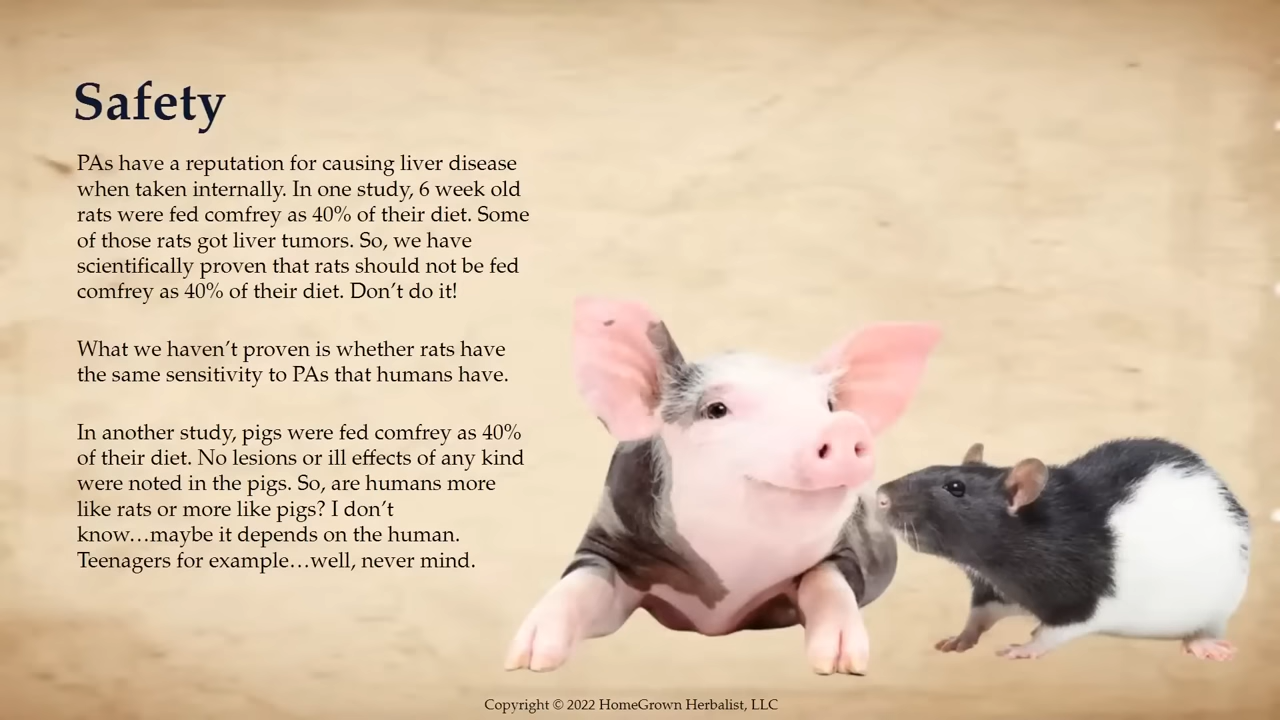 Safety
PAs have a reputation for causing liver disease
when taken internally. In one study, 6 week old
rats were fed comfrey as 40% of their diet. Some
of those rats got liver tumors. So, we have
scientifically proven that rats should not be fed
comfrey as 40% of their diet. Don’t do it!
What we haven’t proven is whether rats have
the same sensitivity to PAs that humans have.
In another study, pigs were fed comfrey as 40%
of their diet. No lesions or ill effects of any kind
were noted in the pigs. So, are humans more
like rats or more like pigs? I don’t
know…maybe it depends on the human.
Teenagers for example…well, never mind.
Copyright © 2022 HomeGrown Herbalist, LLC